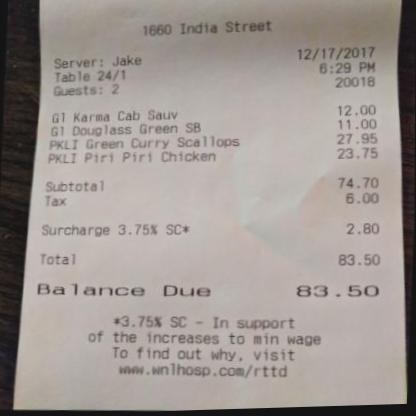 1660 India Street
Server: Jake 12/17/2017
Table 24/1 6:29 PM
Guests: 2 20018
Gl Karma Cab Sauv 12.00
Gl Douglass Green SB 11.00
PKLI Green Curry Scallops 27.95
PKLI Piri Piri Chicken 23.75
Subtotal 74.70
Tax 6.00
Surcharge 3.75% SC* 2.80
Total 83.50
Balance Due 83.50
*3.75% SC - In support
of the increases to min wage
To find out why, visit
www.wnlhosp.com/rttd